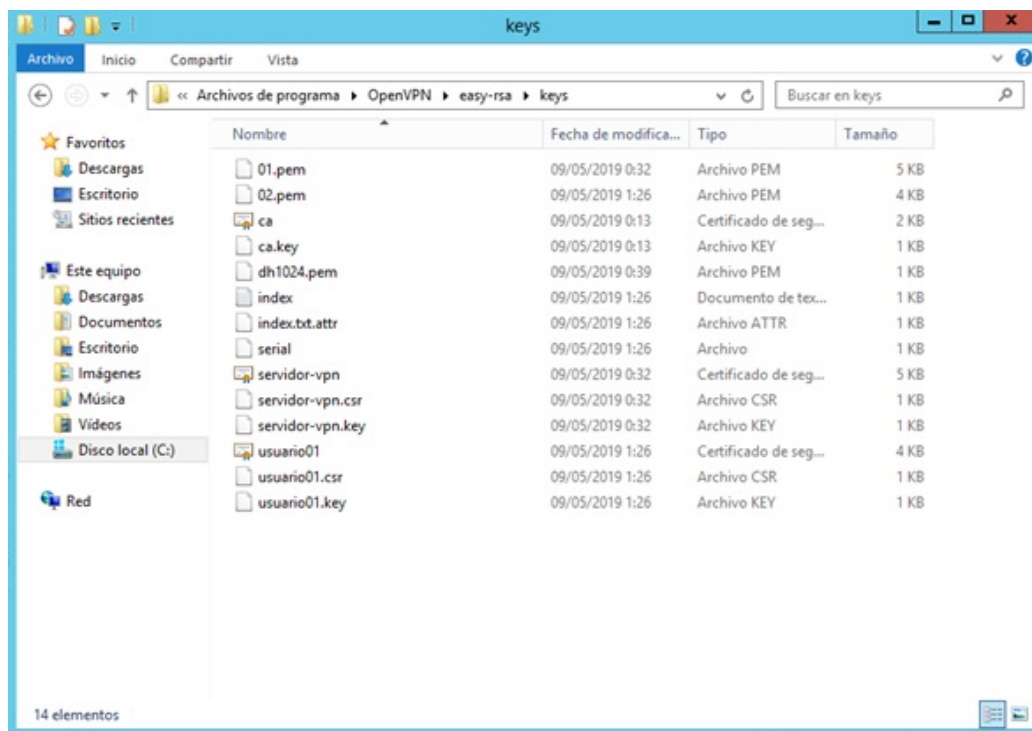 keys
Archivo Inicio Compartir Vista
« Archivos de programa OpenVPN easy-rsa keys Buscar en keys
Favoritos
Descargas
Escritorio
Sitios recientes
Este equipo
Descargas
Documentos
Escritorio
Imágenes
Música
Vídeos
Disco local (C:)
Red
Nombre Fecha de modifica... Tipo Tamaño
01.pem 09/05/2019 0:32 Archivo PEM 5 KB
02.pem 09/05/2019 1:26 Archivo PEM 4 KB
ca 09/05/2019 0:13 Certificado de seg... 2 KB
ca.key 09/05/2019 0:13 Archivo KEY 1 KB
dh1024.pem 09/05/2019 0:39 Archivo PEM 1 KB
index 09/05/2019 1:26 Documento de tex... 1 KB
index.txt.attr 09/05/2019 1:26 Archivo ATTR 1 KB
serial 09/05/2019 1:26 Archivo 1 KB
servidor-vpn 09/05/2019 0:32 Certificado de seg... 5 KB
servidor-vpn.csr 09/05/2019 0:32 Archivo CSR 1 KB
servidor-vpn.key 09/05/2019 0:32 Archivo KEY 1 KB
usuario01 09/05/2019 1:26 Certificado de seg... 4 KB
usuario01.csr 09/05/2019 1:26 Archivo CSR 1 KB
usuario01.key 09/05/2019 1:26 Archivo KEY 1 KB
14 elementos